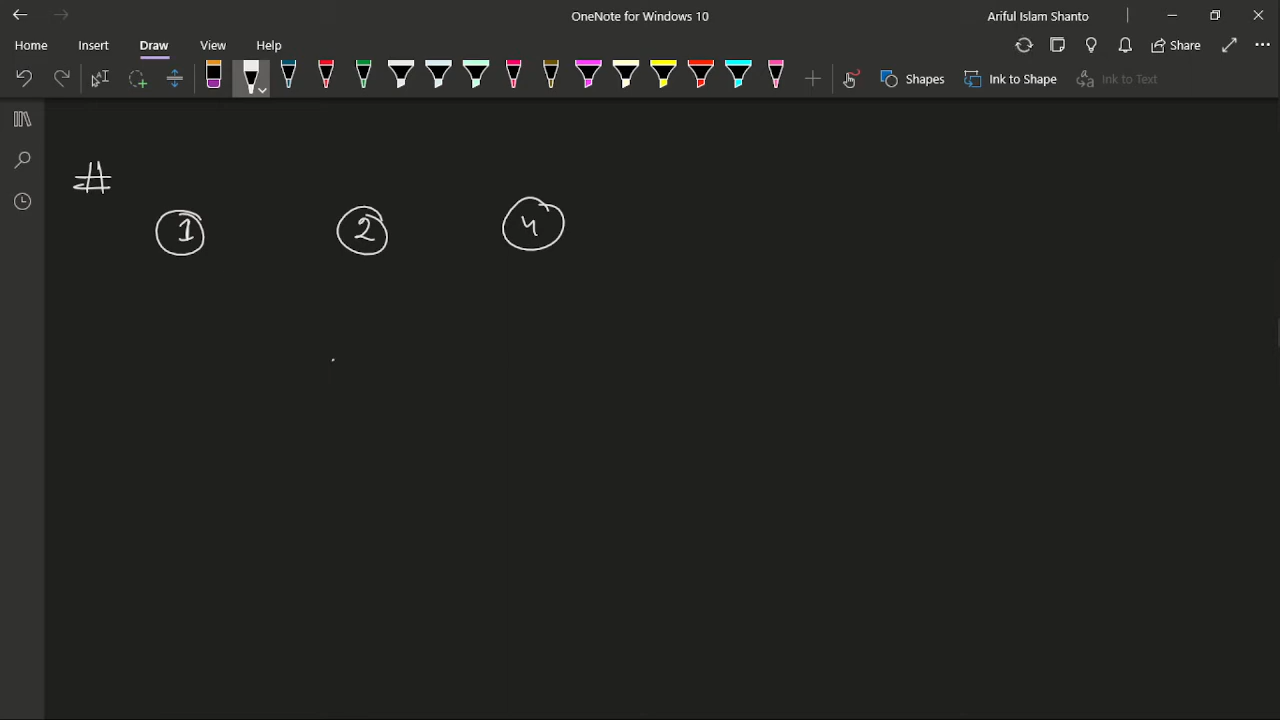 OneNote for Windows 10
Ariful Islam Shanto
Home Insert Draw View Help
Share
Shapes Ink to Shape Ink to Text
#
1 2 4